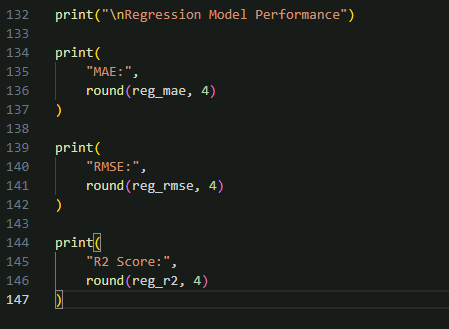 132 print("\nRegression Model Performance")
133
134 print(
135     "MAE:",
136     round(reg_mae, 4)
137 )
138
139 print(
140     "RMSE:",
141     round(reg_rmse, 4)
142 )
143
144 print(
145     "R2 Score:",
146     round(reg_r2, 4)
147 )